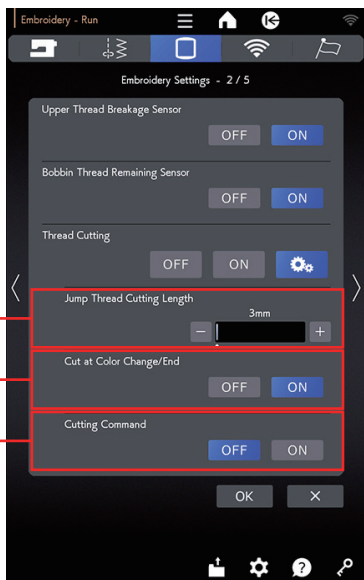 Embroidery - Run
Embroidery Settings - 2 / 5
Upper Thread Breakage Sensor
OFF ON
Bobbin Thread Remaining Sensor
OFF ON
Thread Cutting
OFF ON
Jump Thread Cutting Length
3mm
− +
Cut at Color Change/End
OFF ON
Cutting Command
OFF ON
OK ×